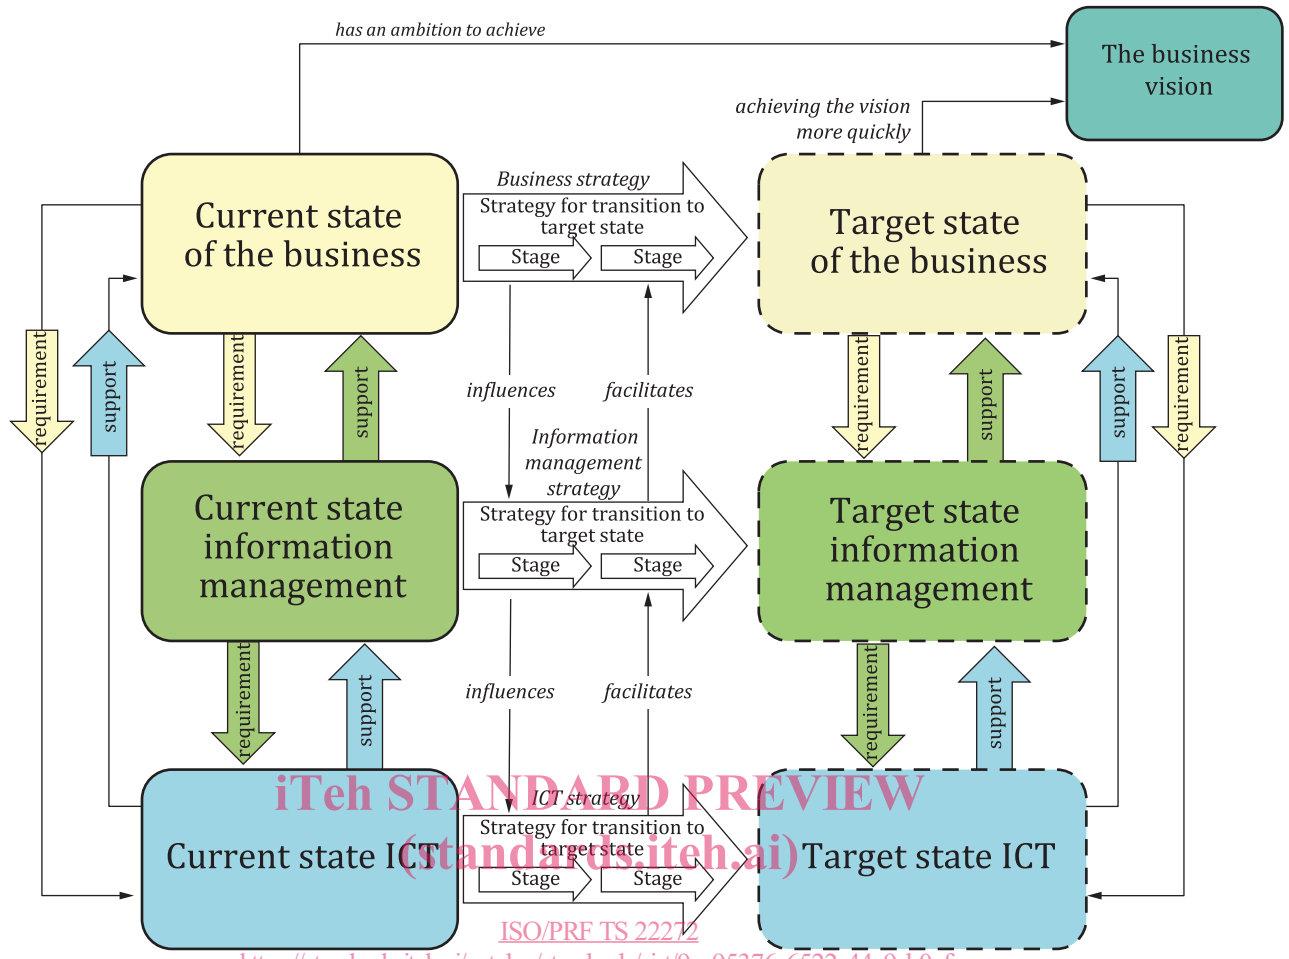 has an ambition to achieve
The business
vision
achieving the vision
more quickly
Current state
of the business
Business strategy
Strategy for transition to
target state
Stage
Stage
Target state
of the business
requirement
support
requirement
support
influences
facilitates
requirement
support
support
requirement
Current state
information
management
Information
management
strategy
Strategy for transition to
target state
Stage
Stage
Target state
information
management
requirement
support
influences
facilitates
requirement
support
iTeh STANDARD PREVIEW
(standards.iteh.ai)
Current state ICT
ICT strategy
Strategy for transition to
target state
Stage
Stage
Target state ICT
ISO/PRF TS 22272